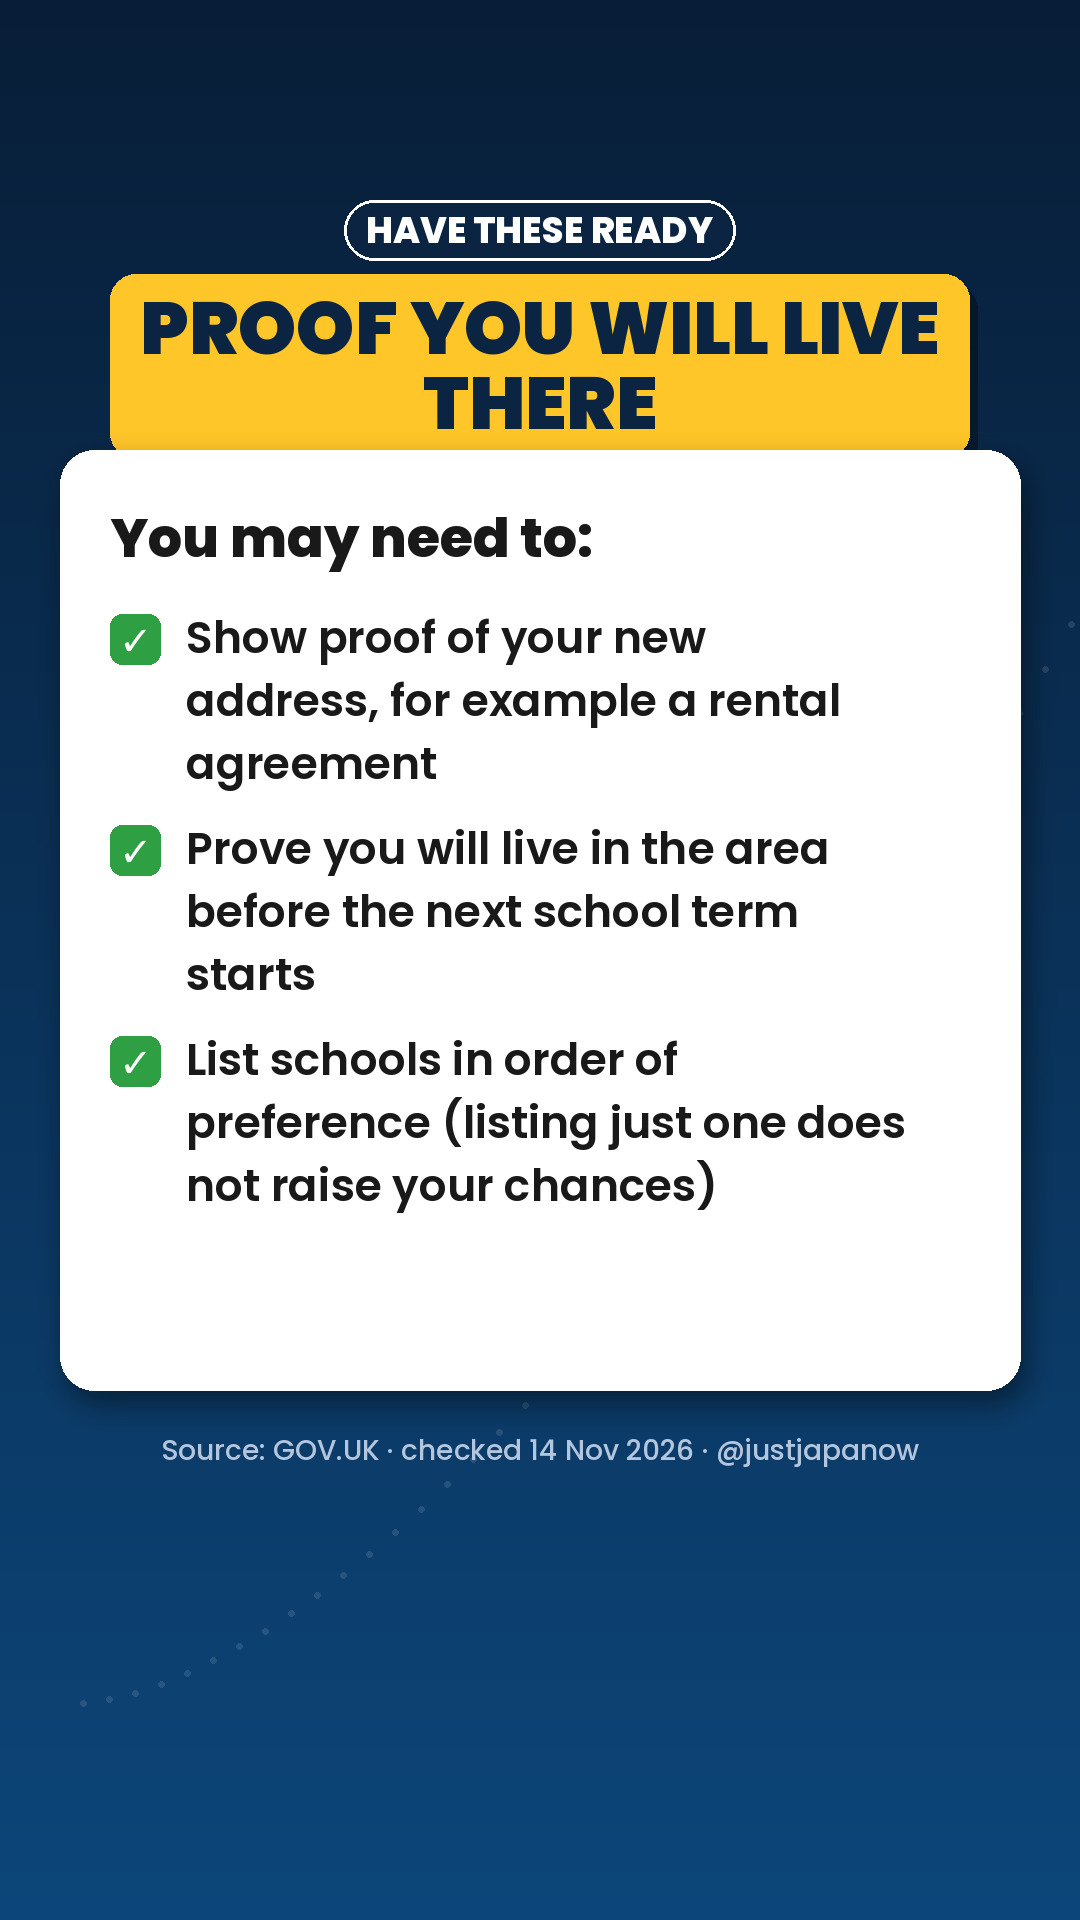 HAVE THESE READY
PROOF YOU WILL LIVE
THERE
You may need to:
✓ Show proof of your new
address, for example a rental
agreement
✓ Prove you will live in the area
before the next school term
starts
✓ List schools in order of
preference (listing just one does
not raise your chances)
Source: GOV.UK · checked 14 Nov 2026 · @justjapanow